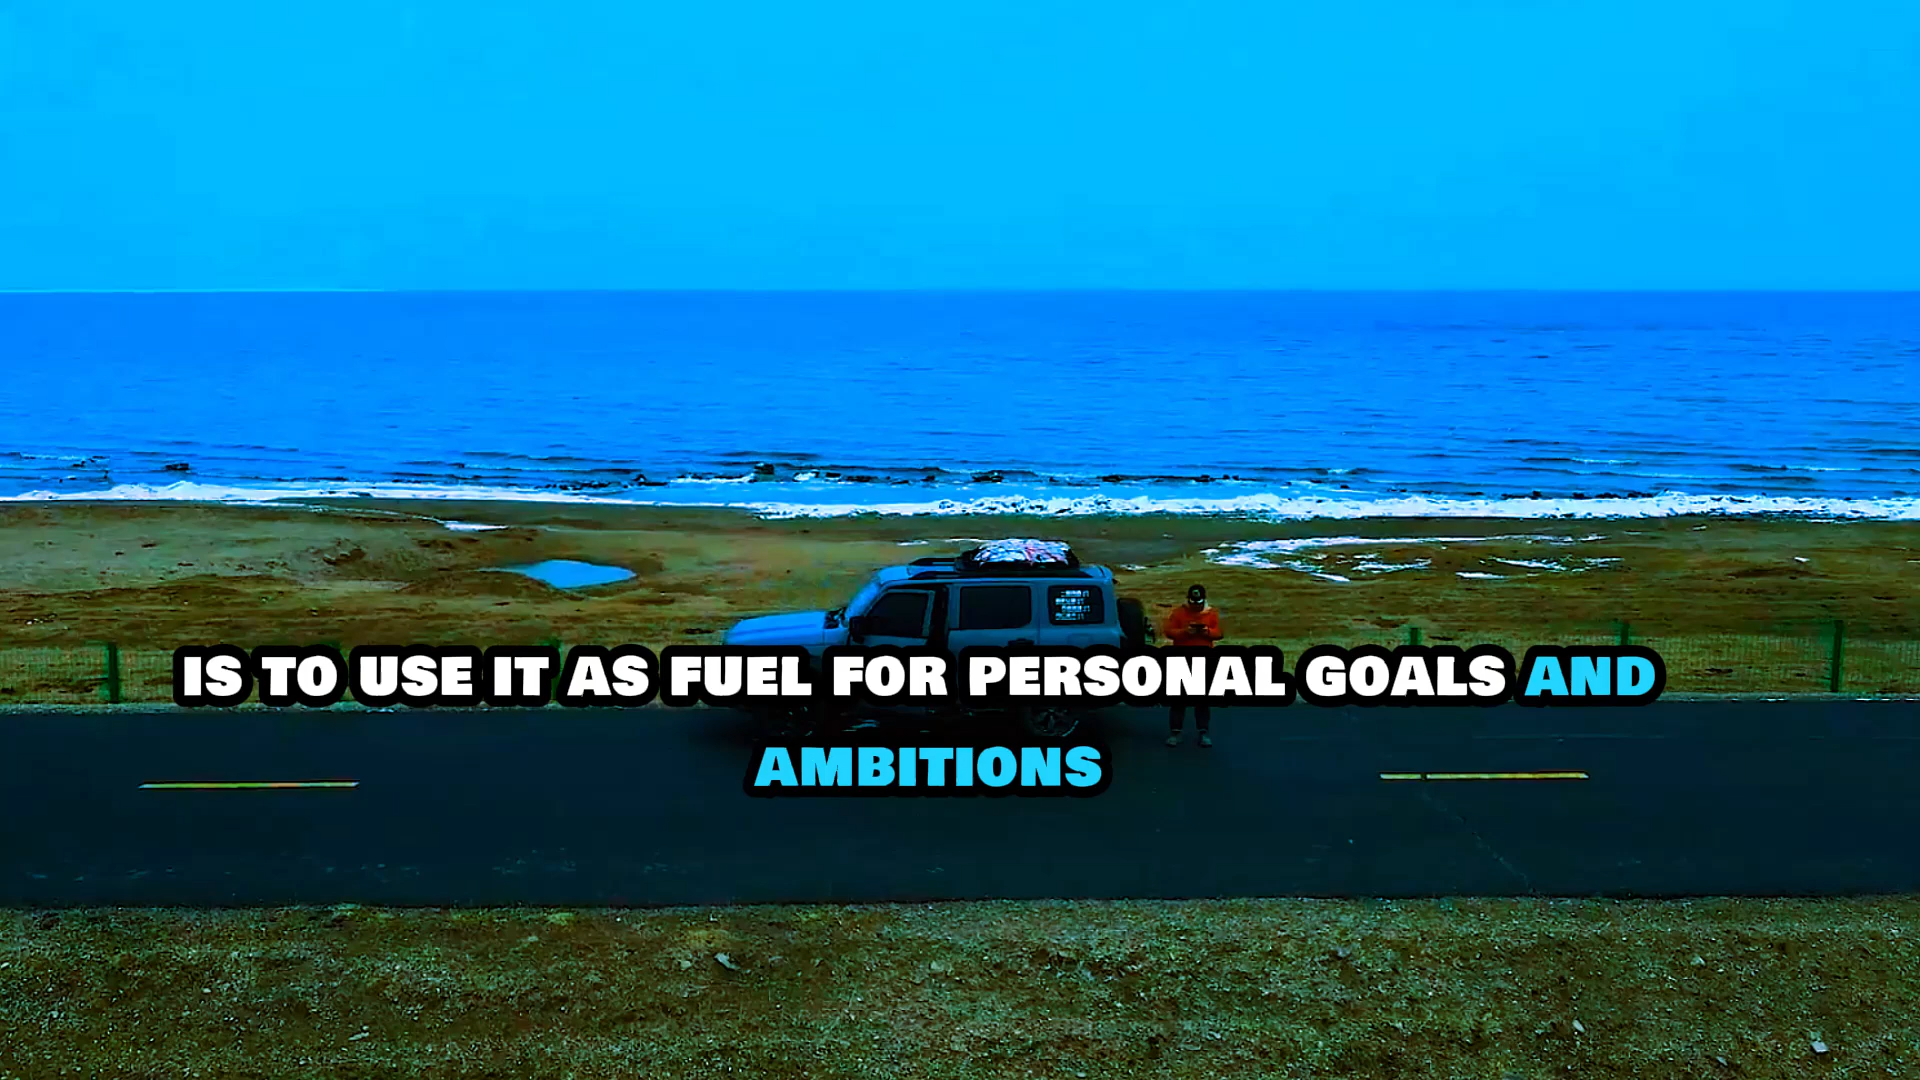 IS TO USE IT AS FUEL FOR PERSONAL GOALS AND
AMBITIONS